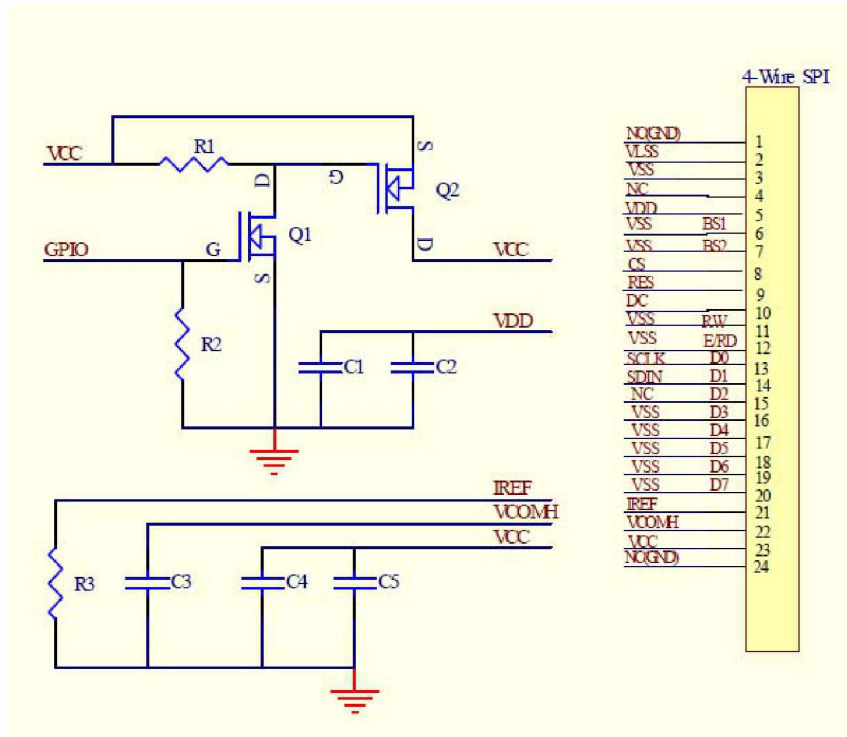 4-Wire SPI
VCC
R1
S
D
G
Q2
GPIO
G
Q1
S
D
VCC
R2
VDD
C1
C2
IREF
VCOMH
VCC
R3
C3
C4
C5
NC(GND) 1
VLSS 2
VSS 3
NC 4
VDD 5
VSS BS1 6
VSS BS2 7
CS 8
RES 9
DC 10
VSS RW 11
VSS E/RD 12
SCLK D0 13
SDIN D1 14
NC D2 15
VSS D3 16
VSS D4 17
VSS D5 18
VSS D6 19
VSS D7 20
IREF 21
VCOMH 22
VCC 23
NC(GND) 24